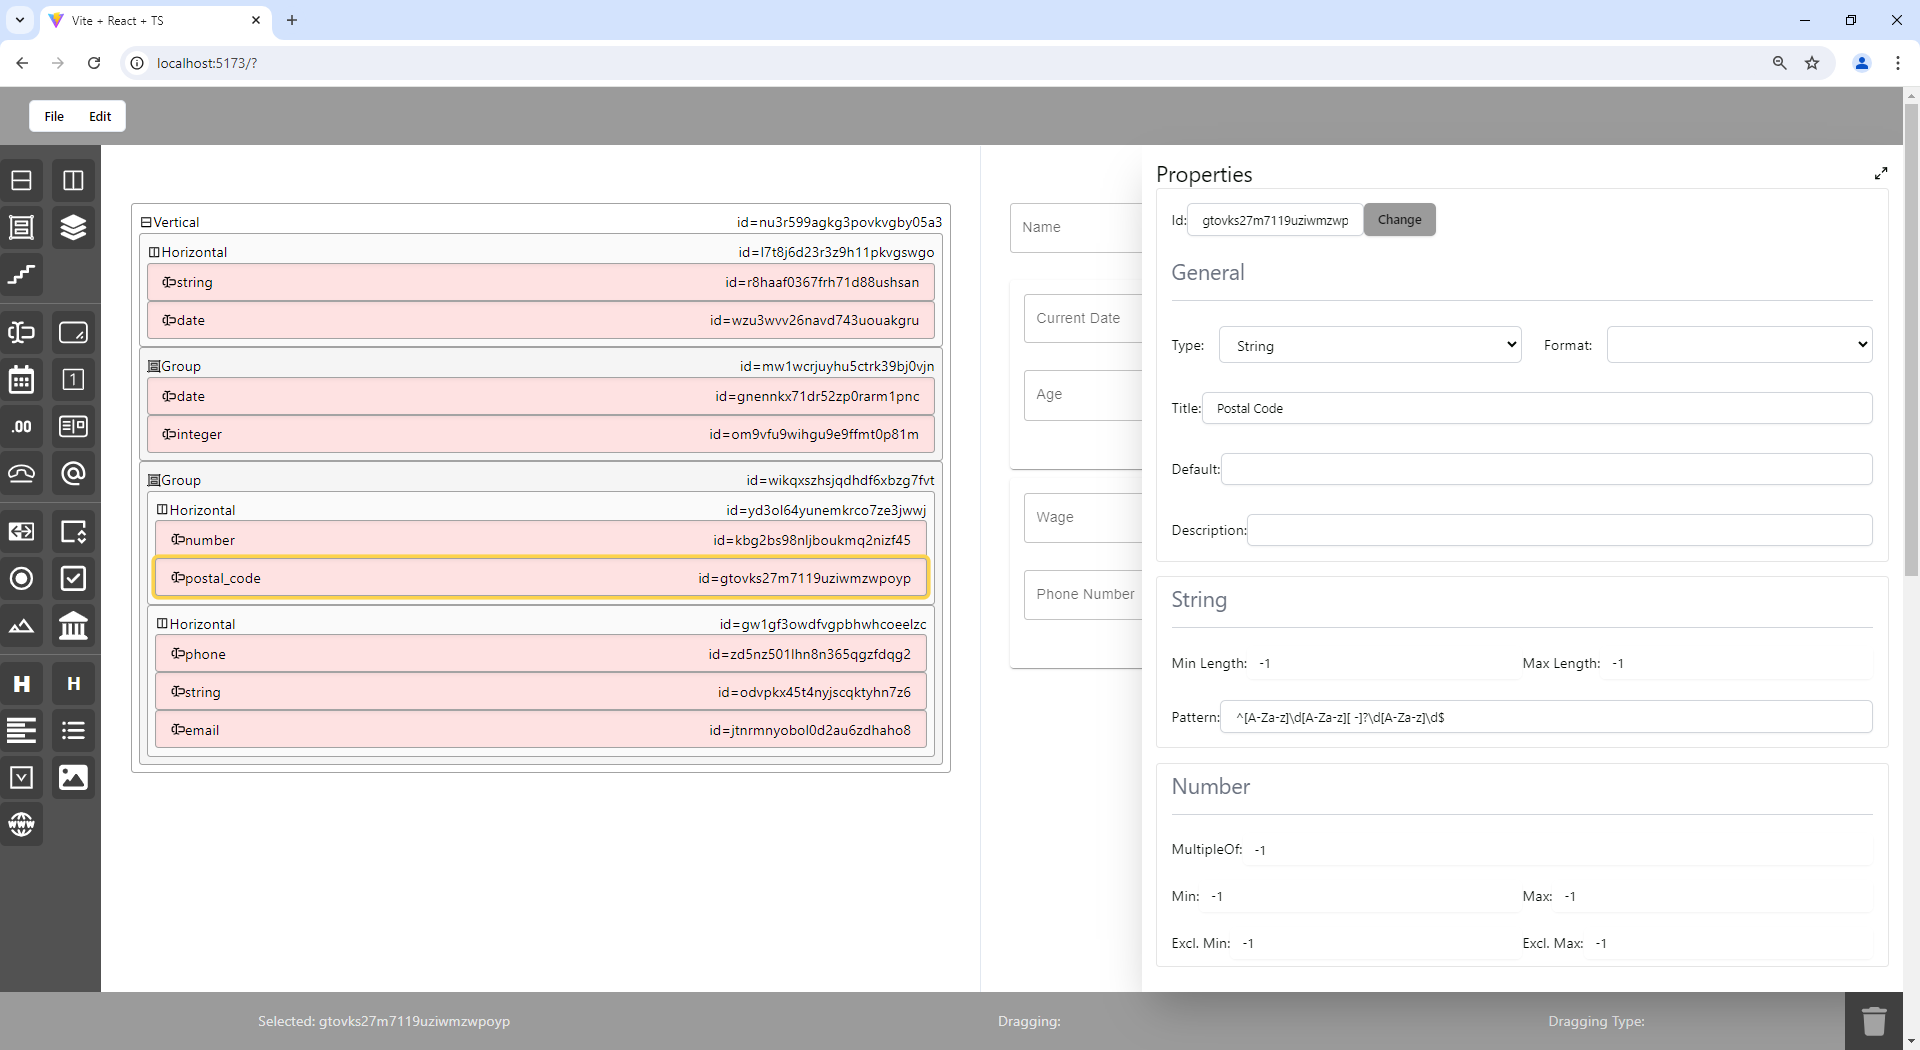 Vite + React + TS
localhost:5173/?
File Edit
Vertical id=nu3r599agkg3povkvgby05a3
Horizontal id=l7t8j6d23r3z9h11pkvgswgo
string id=r8haaf0367frh71d88ushsan
date id=wzu3wvv26navd743uouakgru
Group id=mw1wcrjuyhu5ctrk39bj0vjn
date id=gnennkx71dr52zp0rarm1pnc
integer id=om9vfu9wihgu9e9ffmt0p81m
Group id=wikqxszhsjqdhdf6xbzg7fvt
Horizontal id=yd3ol64yunemkrco7ze3jwwj
number id=kbg2bs98nljboukmq2nizf45
postal_code id=gtovks27m7119uziwmzwpoyp
Horizontal id=gw1gf3owdfvgpbhwhcoeelzc
phone id=zd5nz501lhn8n365qgzfdqg2
string id=odvpkx45t4nyjscqktyhn7z6
email id=jtnrmnyobol0d2au6zdhaho8
1
.00
H H
WWW
Name
Current Date
Age
Wage
Phone Number
Properties
Id: gtovks27m7119uziwmzwp Change
General
Type: String Format:
Title: Postal Code
Default:
Description:
String
Min Length: -1 Max Length: -1
Pattern: ^[A-Za-z]\d[A-Za-z][ -]?\d[A-Za-z]\d$
Number
MultipleOf: -1
Min: -1 Max: -1
Excl. Min: -1 Excl. Max: -1
Selected: gtovks27m7119uziwmzwpoyp Dragging: Dragging Type: